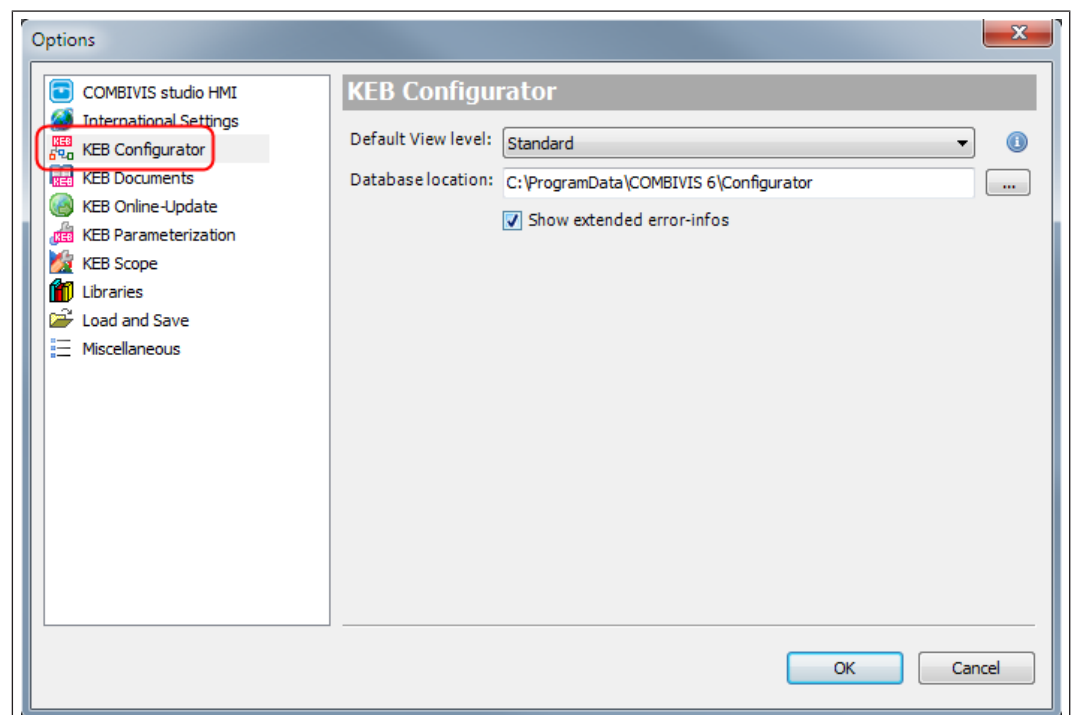 Options
X
COMBIVIS studio HMI
International Settings
KEB Configurator
KEB Documents
KEB Online-Update
KEB Parameterization
KEB Scope
Libraries
Load and Save
Miscellaneous
KEB Configurator
Default View level: Standard
Database location: C:\ProgramData\COMBIVIS 6\Configurator ...
Show extended error-infos
OK Cancel